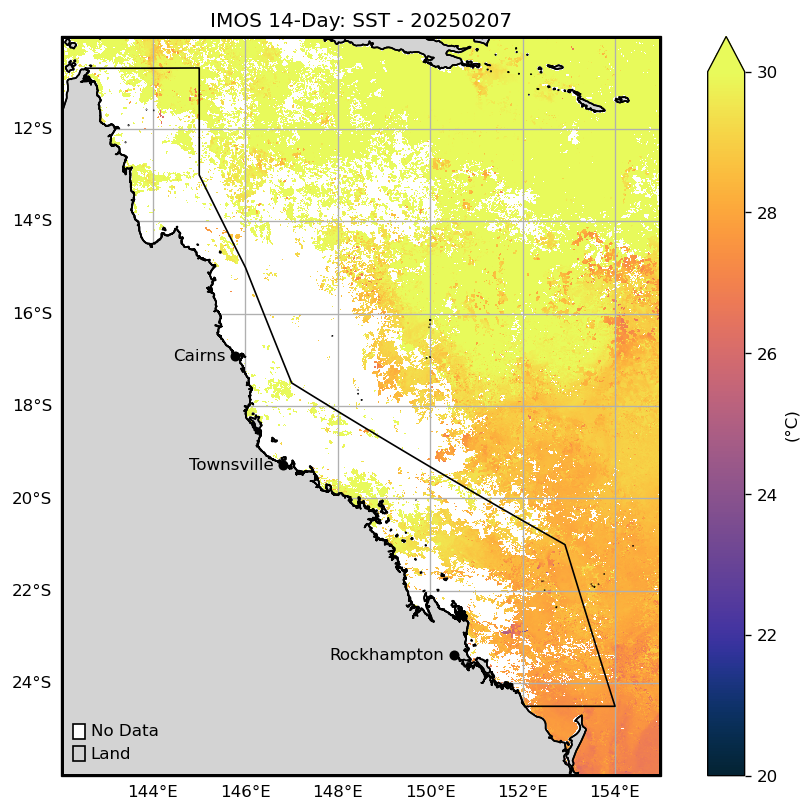 IMOS 14-Day: SST - 20250207
12°S
14°S
16°S
18°S
20°S
22°S
24°S
Cairns
Townsville
Rockhampton
No Data
Land
144°E 146°E 148°E 150°E 152°E 154°E
30
28
26
24
22
20
(°C)